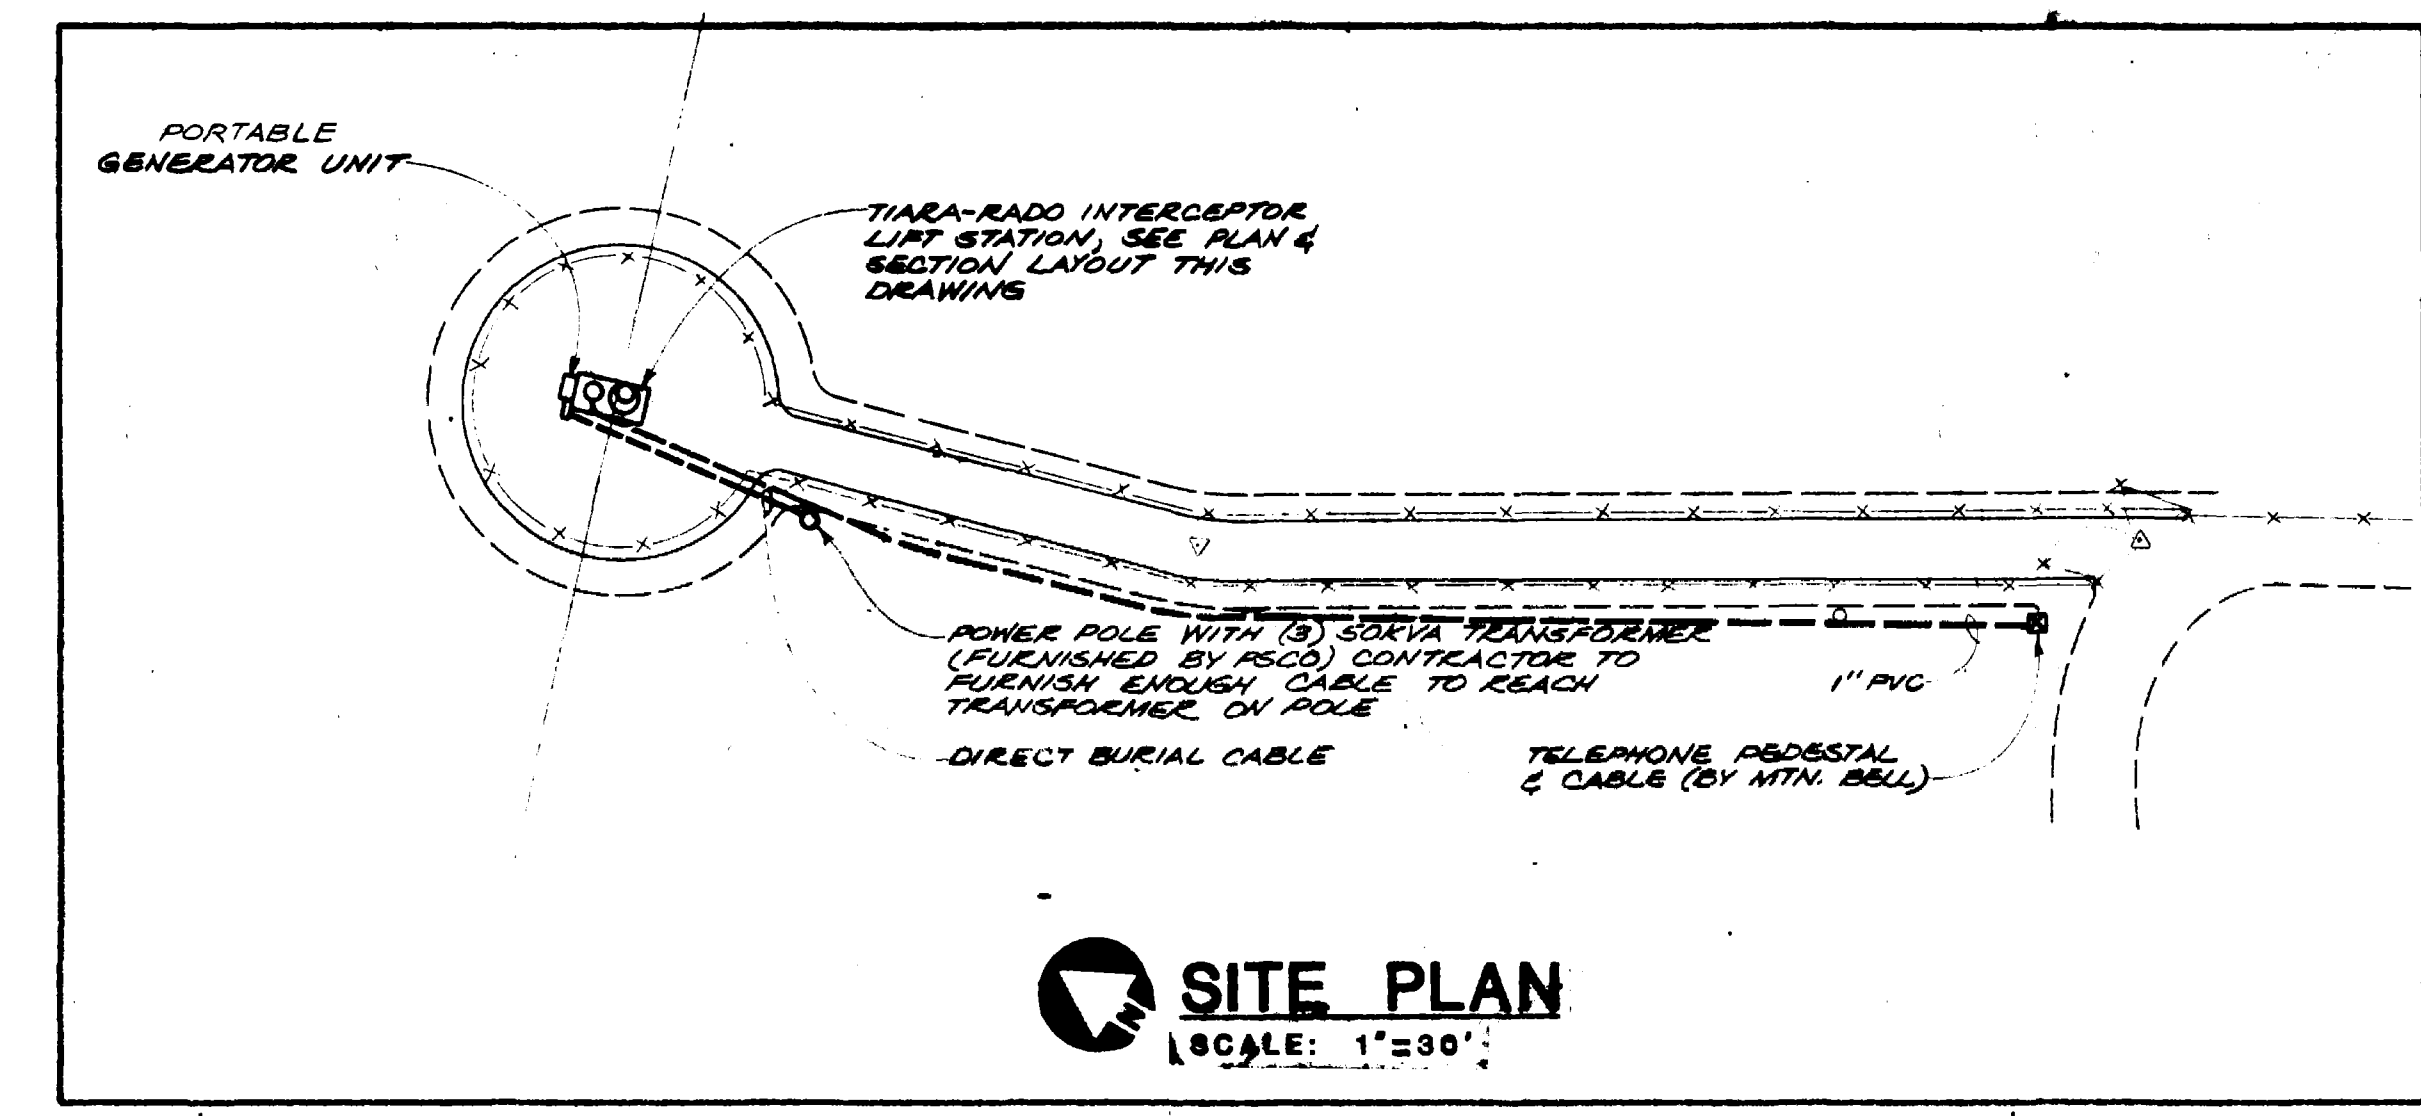 PORTABLE
GENERATOR UNIT
TIARA-RADO INTERCEPTOR
LIFT STATION, SEE PLAN &
SECTION LAYOUT THIS
DRAWING
POWER POLE WITH (3) 50KVA TRANSFORMER
(FURNISHED BY PSCO) CONTRACTOR TO
FURNISH ENOUGH CABLE TO REACH
TRANSFORMER ON POLE
1" PVC
DIRECT BURIAL CABLE
TELEPHONE PEDESTAL
& CABLE (BY MTN. BELL)
N
SITE PLAN
SCALE: 1"=30'